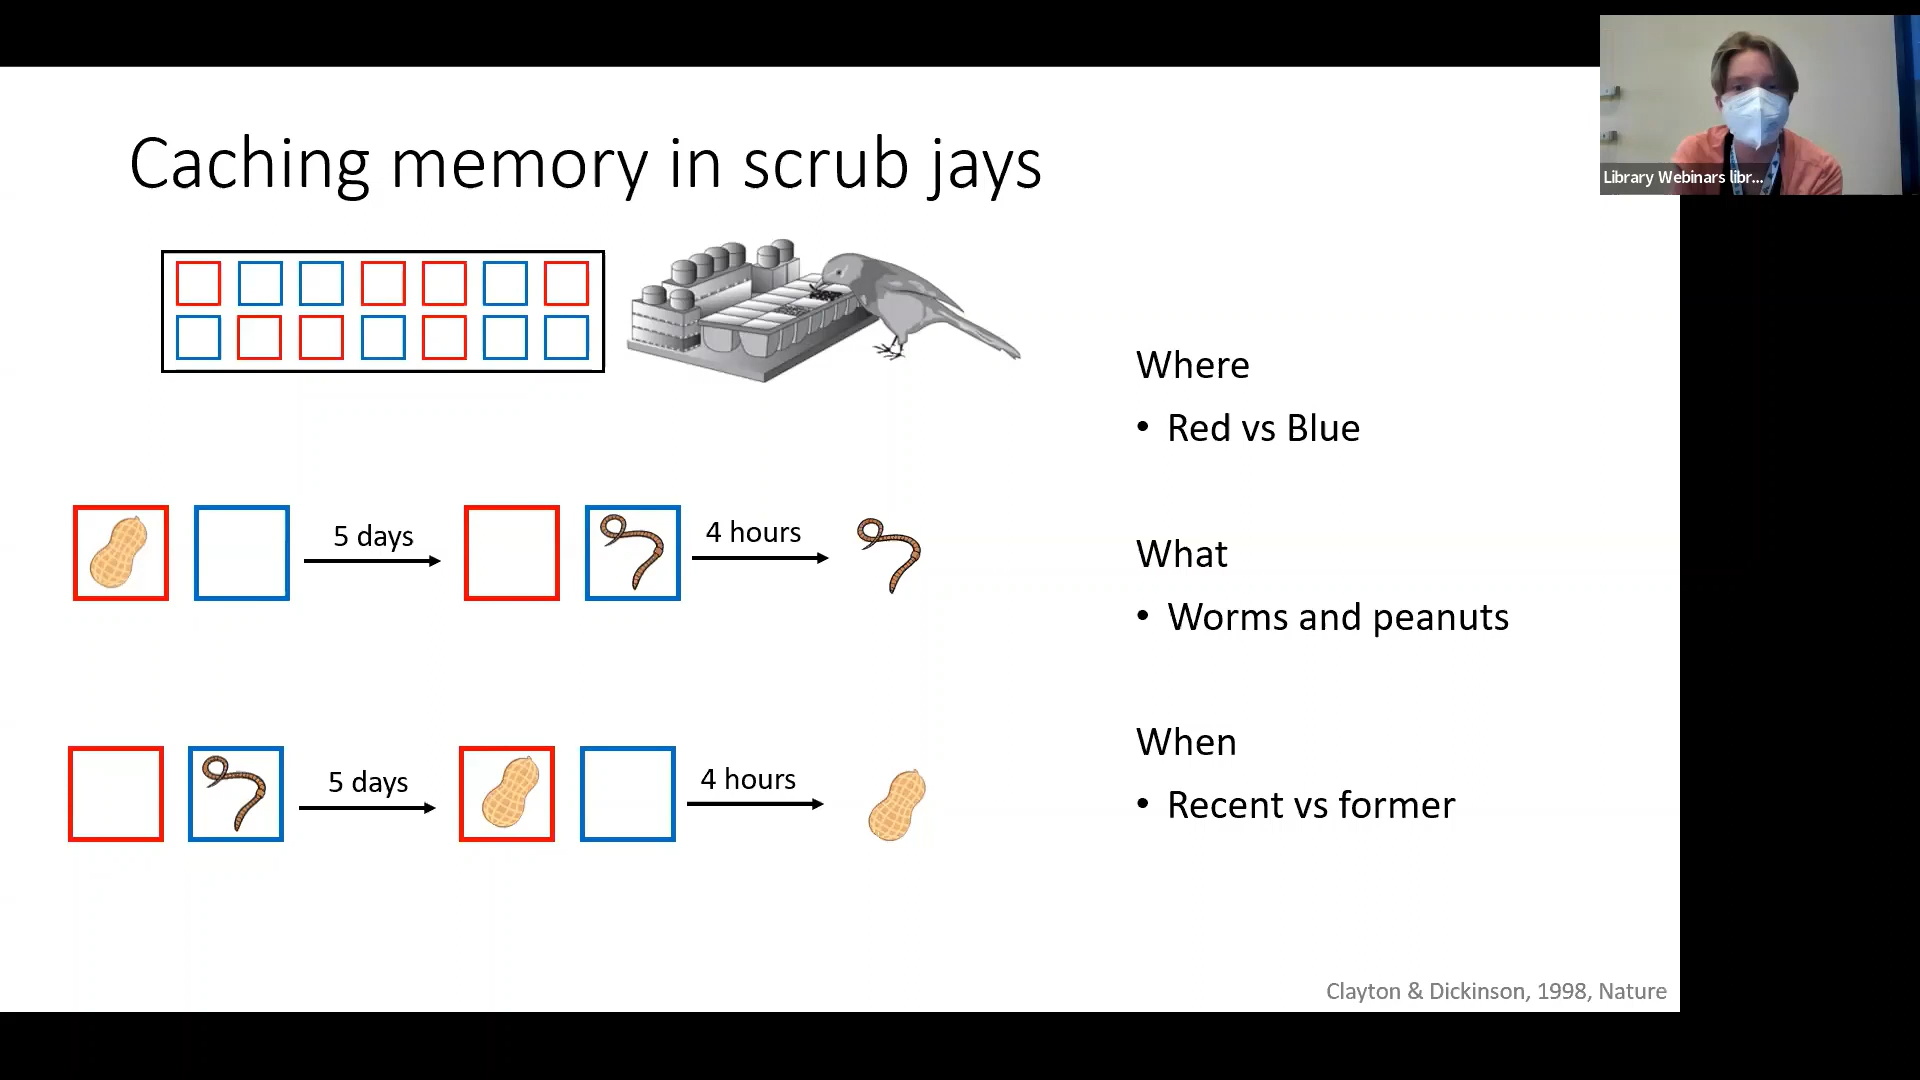 Library Webinars libr...
Caching memory in scrub jays
Where
• Red vs Blue
5 days
4 hours
What
• Worms and peanuts
5 days
4 hours
When
• Recent vs former
Clayton & Dickinson, 1998, Nature